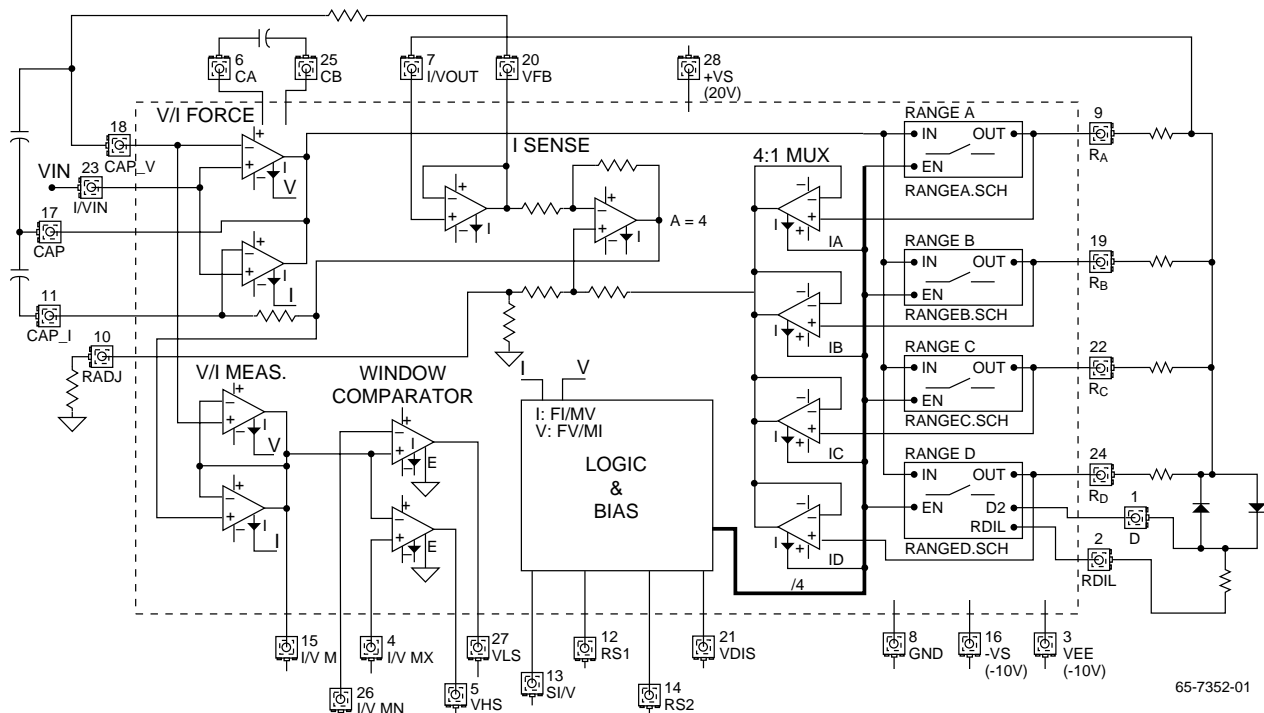 6
CA
25
CB
7
I/VOUT
20
VFB
28
+VS
(20V)
V/I FORCE
18
CAP_V
VIN
23
I/VIN
17
CAP
11
CAP_I
10
RADJ
− + + −
V
− + + −
I
I
I
I SENSE
− + + −
I
− + + −
I
A = 4
4:1 MUX
− + − +
I
IA
− + − +
I
IB
− + − +
I
IC
− + − +
I
ID
RANGE A
IN
OUT
EN
RANGEA.SCH
9
RA
RANGE B
IN
OUT
EN
RANGEB.SCH
19
RB
RANGE C
IN
OUT
EN
RANGEC.SCH
22
RC
RANGE D
IN
OUT
EN
D2
RDIL
RANGED.SCH
24
RD
1
D
2
RDIL
V/I MEAS.
− + + −
I
V
− + + −
I
I
WINDOW
COMPARATOR
− + + −
I
E
− + −
I
E
I
V
I: FI/MV
V: FV/MI
LOGIC
&
BIAS
/4
15
I/V M
4
I/V MX
27
VLS
12
RS1
21
VDIS
8
GND
16
-VS
(-10V)
3
VEE
(-10V)
26
I/V MN
5
VHS
13
SI/V
14
RS2
65-7352-01